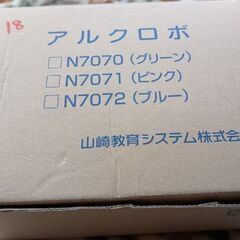 18
アルクロボ
□ N7070（グリーン）
□ N7071（ピンク）
□ N7072（ブルー）
山崎教育システム株式